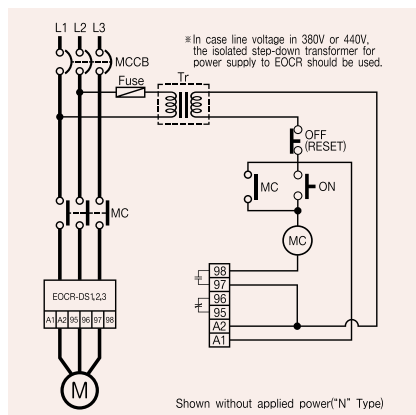 L1 L2 L3
※In case line voltage in 380V or 440V,
the isolated step-down transformer for
power supply to EOCR should be used.
MCCB
Fuse
Tr
OFF
(RESET)
MC
ON
MC
MC
98
97
96
95
A2
A1
EOCR-DS1,2,3
A1 A2 95 96 97 98
M
Shown without applied power("N" Type)